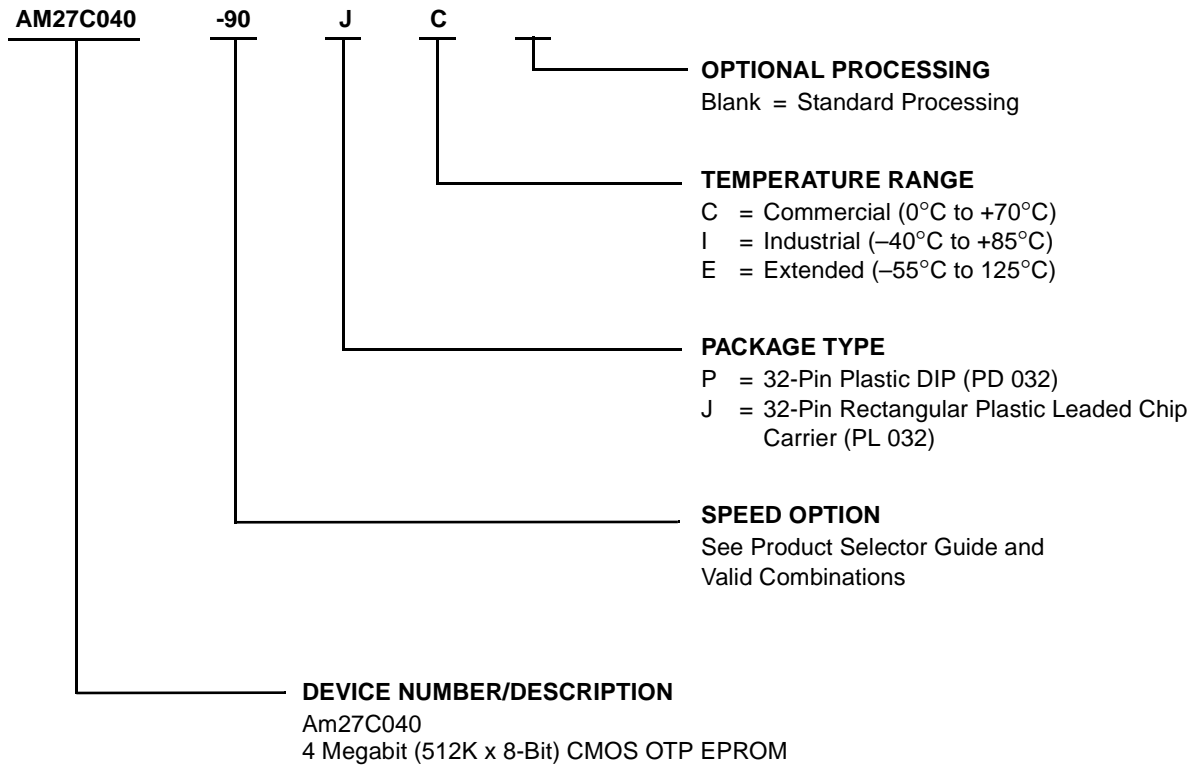 AM27C040 -90 J C
OPTIONAL PROCESSING
Blank = Standard Processing
TEMPERATURE RANGE
C = Commercial (0°C to +70°C)
I = Industrial (–40°C to +85°C)
E = Extended (–55°C to 125°C)
PACKAGE TYPE
P = 32-Pin Plastic DIP (PD 032)
J = 32-Pin Rectangular Plastic Leaded Chip
Carrier (PL 032)
SPEED OPTION
See Product Selector Guide and
Valid Combinations
DEVICE NUMBER/DESCRIPTION
Am27C040
4 Megabit (512K x 8-Bit) CMOS OTP EPROM